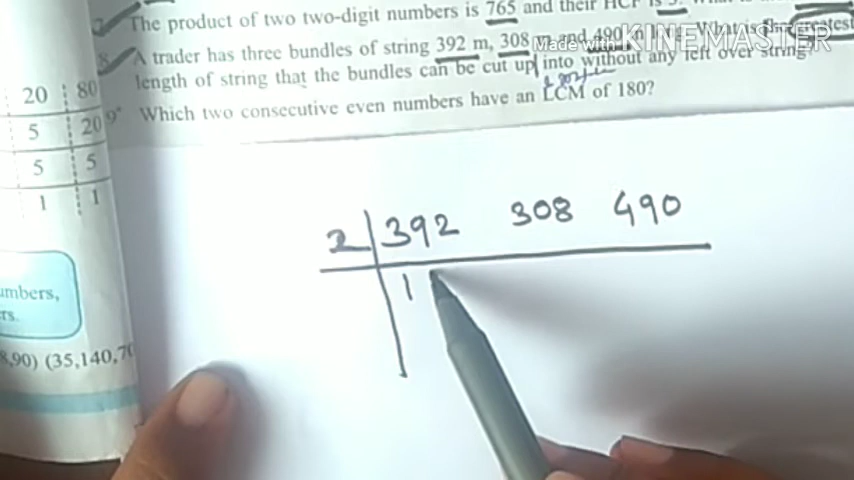 The product of two two-digit numbers is 765 and their HCF is 3.
8. A trader has three bundles of string 392 m, 308 m and 490 m long. What is the greatest
length of string that the bundles can be cut up into without any left over string?
9. Which two consecutive even numbers have an LCM of 180?
Made with KINEMASTER
20 80
5 20
5 5
1 1
2 392 308 490
1
umbers,
rs.
8,90) (35,140,70